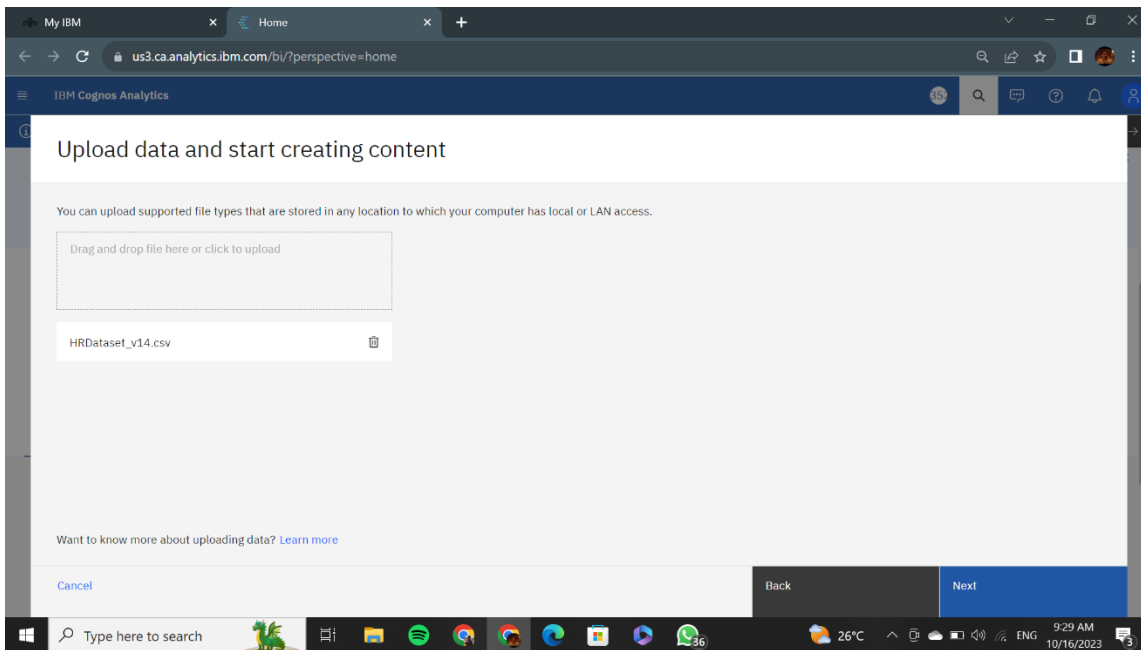 My IBM
Home
us3.ca.analytics.ibm.com/bi/?perspective=home
IBM Cognos Analytics
Upload data and start creating content
You can upload supported file types that are stored in any location to which your computer has local or LAN access.
Drag and drop file here or click to upload
HRDataset_v14.csv
Want to know more about uploading data? Learn more
Cancel
Back
Next
Type here to search
36
26°C
ENG
9:29 AM
10/16/2023
3